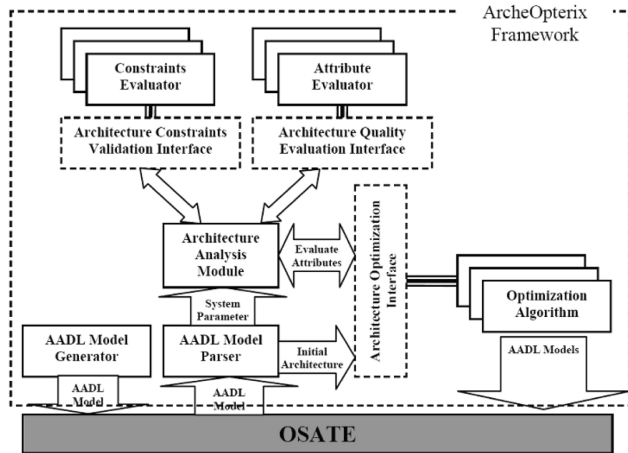 ArcheOpterix
Framework
Constraints
Evaluator
Attribute
Evaluator
Architecture Constraints
Validation Interface
Architecture Quality
Evaluation Interface
Architecture
Analysis
Module
Evaluate
Attributes
Architecture Optimization
Interface
Optimization
Algorithm
System
Parameter
AADL Model
Generator
AADL Model
Parser
Initial
Architecture
AADL Models
AADL
Model
AADL
Model
OSATE